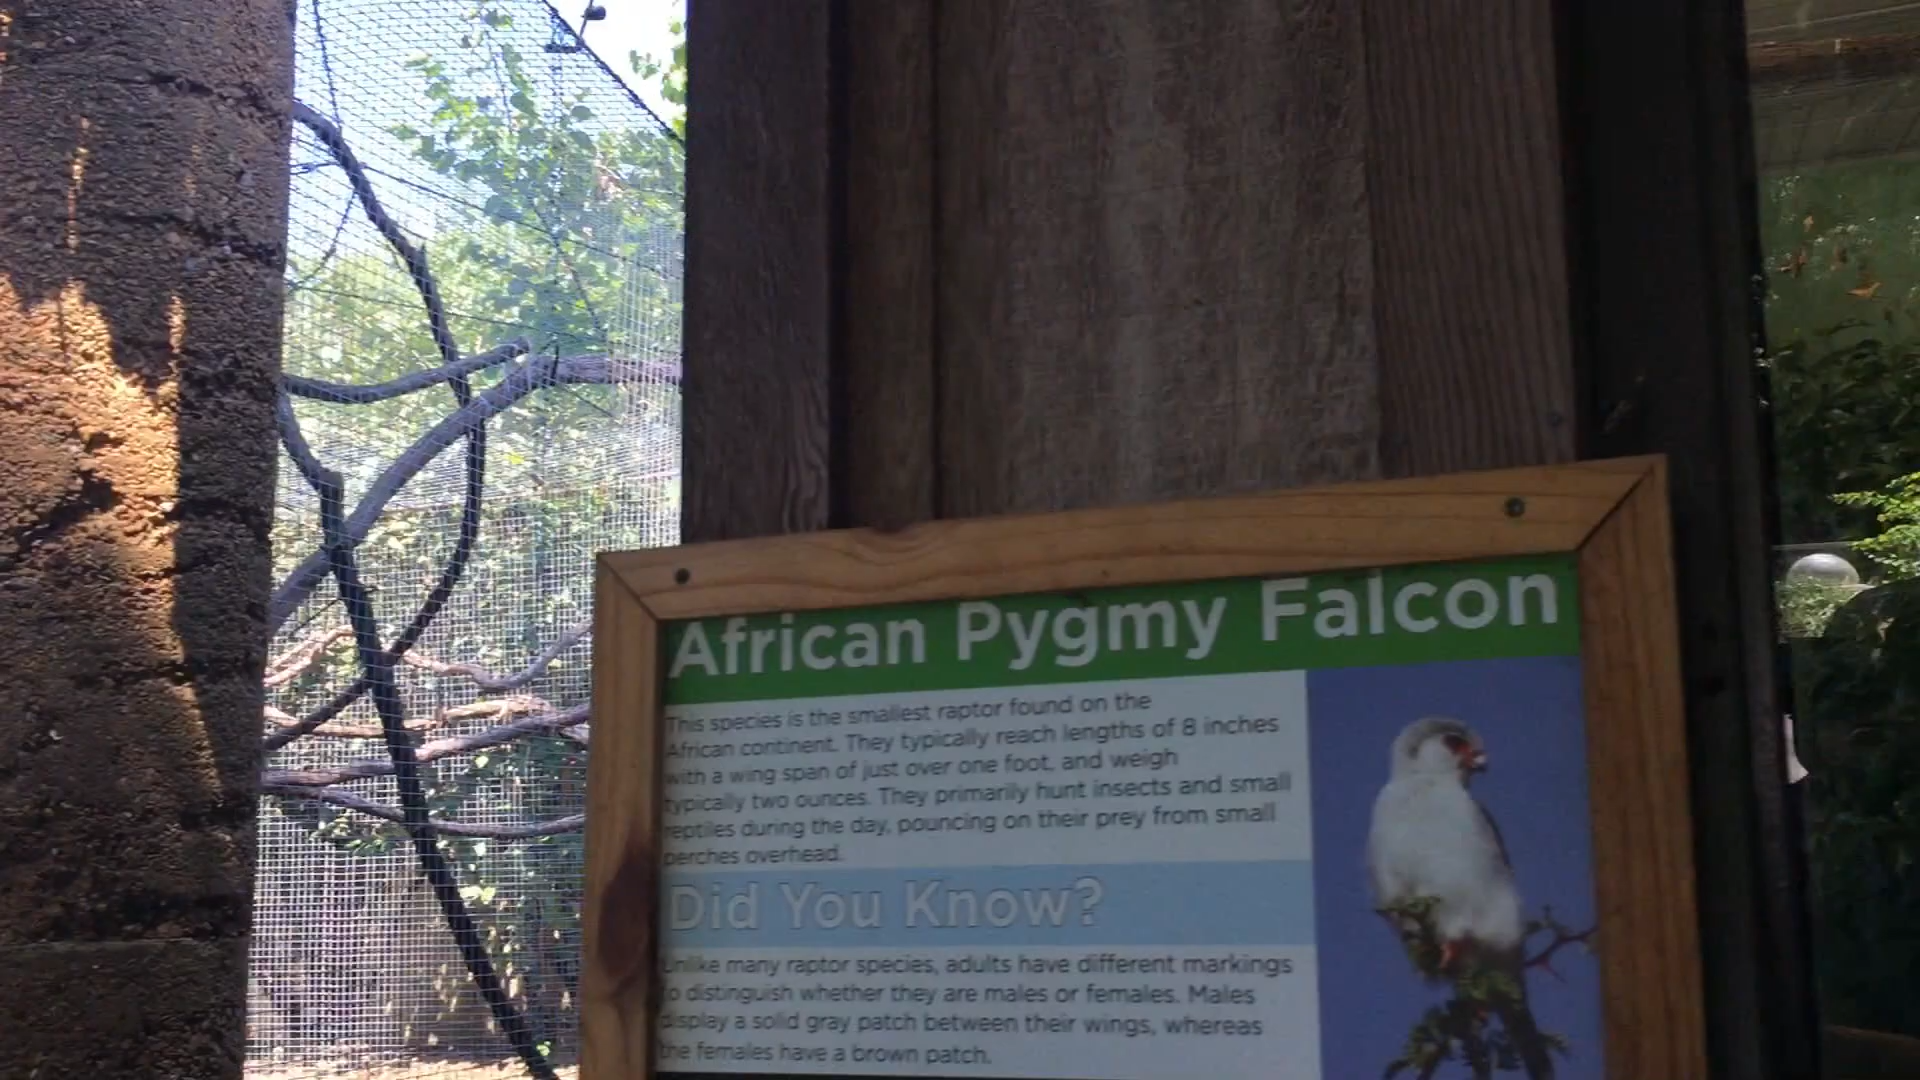 African Pygmy Falcon
This species is the smallest raptor found on the
African continent. They typically reach lengths of 8 inches
with a wing span of just over one foot, and weigh
typically two ounces. They primarily hunt insects and small
reptiles during the day, pouncing on their prey from small
perches overhead.
Did You Know?
Unlike many raptor species, adults have different markings
to distinguish whether they are males or females. Males
display a solid gray patch between their wings, whereas
the females have a brown patch.